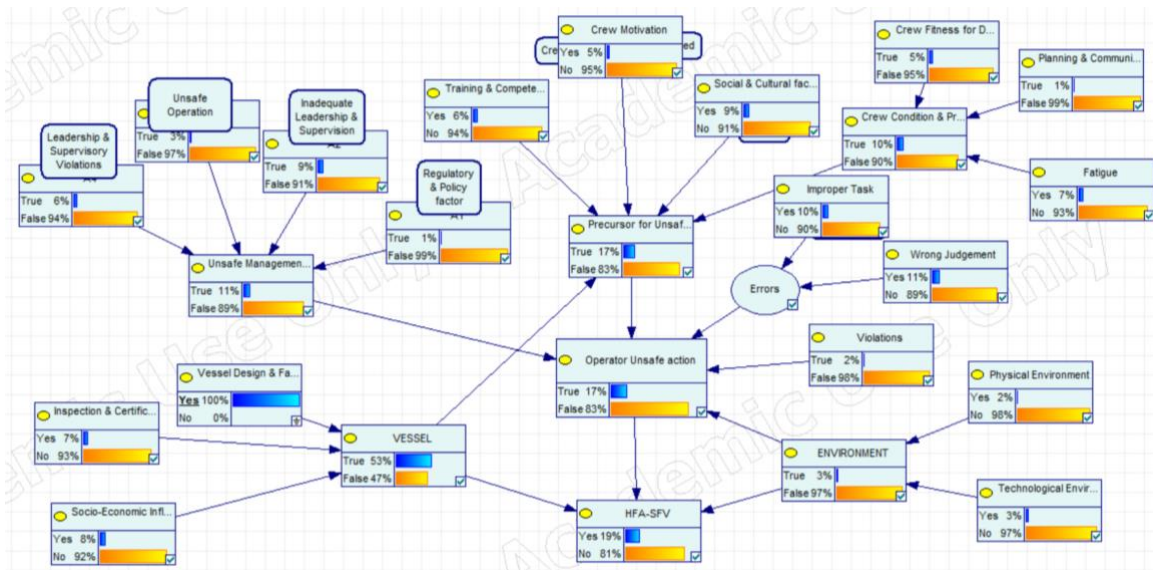 Crew Motivation
Yes 5%
No 95%
Cre
ed
Crew Fitness for D...
True 5%
False 95%
Planning & Communi...
True 1%
False 99%
Training & Compete...
Yes 6%
No 94%
Social & Cultural fac...
Yes 9%
No 91%
Unsafe
Operation
True 3%
False 97%
Inadequate
Leadership &
Supervision
A2
True 9%
False 91%
Crew Condition & Pr...
True 10%
False 90%
Leadership &
Supervisory
Violations
True 6%
False 94%
Regulatory
& Policy
factor
True 1%
False 99%
Improper Task
Yes 10%
No 90%
Fatigue
Yes 7%
No 93%
Precursor for Unsaf...
True 17%
False 83%
Unsafe Managemen...
True 11%
False 89%
Errors
Wrong Judgement
Yes 11%
No 89%
Operator Unsafe action
True 17%
False 83%
Violations
True 2%
False 98%
Vessel Design & Fa...
Yes 100%
No 0%
Physical Environment
Yes 2%
No 98%
Inspection & Certific...
Yes 7%
No 93%
VESSEL
True 53%
False 47%
ENVIRONMENT
True 3%
False 97%
Technological Envir...
Yes 3%
No 97%
Socio-Economic Infl...
Yes 8%
No 92%
HFA-SFV
Yes 19%
No 81%
Academic Use Only